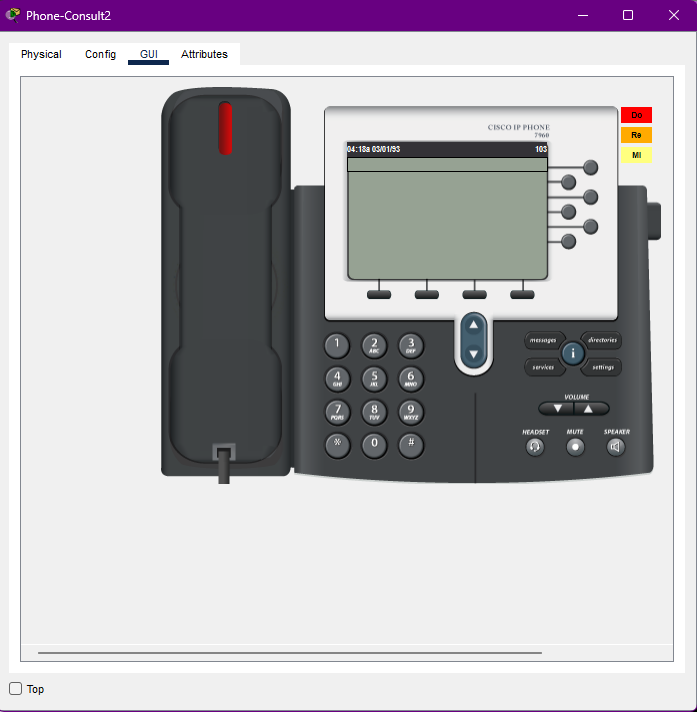 Phone-Consult2
Physical Config GUI Attributes
CISCO IP PHONE
7960
Do
Re
MI
04:18a 03/01/93 103
1 2 ABC 3 DEF
4 GHI 5 JKL 6 MNO
7 PQRS 8 TUV 9 WXYZ
* 0 #
messages directories
i
services settings
VOLUME
HEADSET MUTE SPEAKER
Top